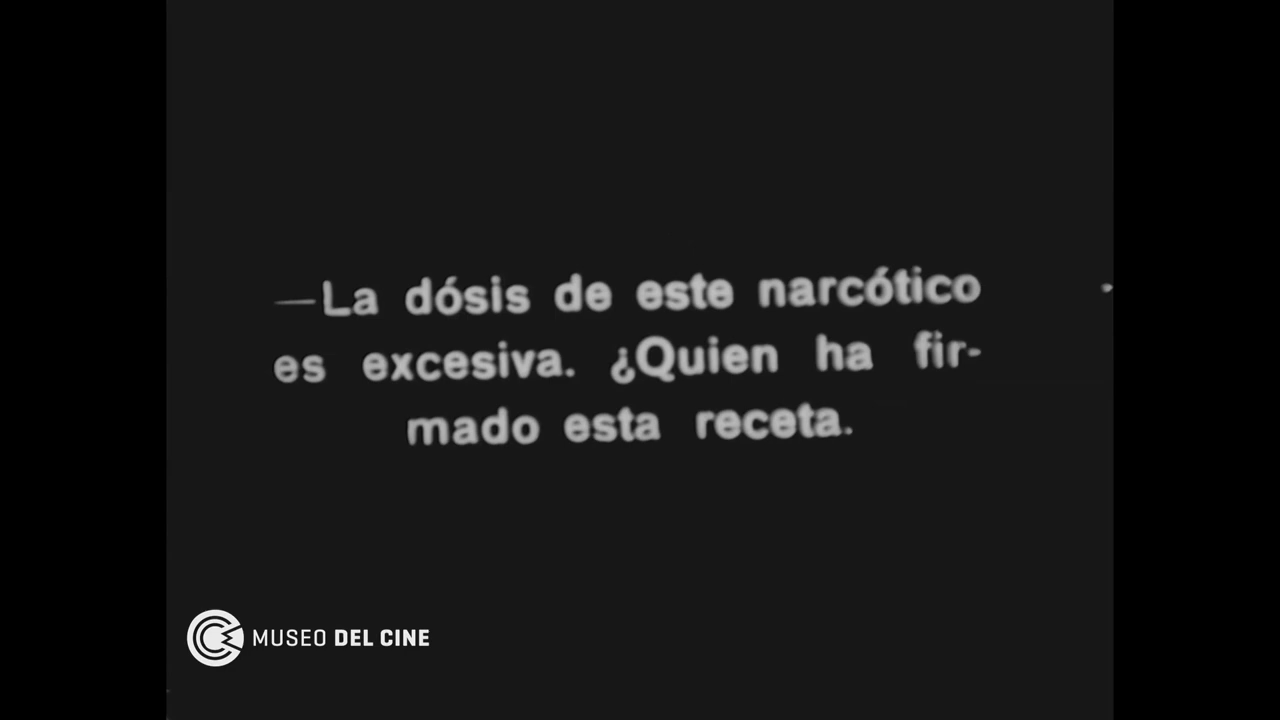 —La dósis de este narcótico
es excesiva. ¿Quien ha fir-
mado esta receta.
MUSEO DEL CINE